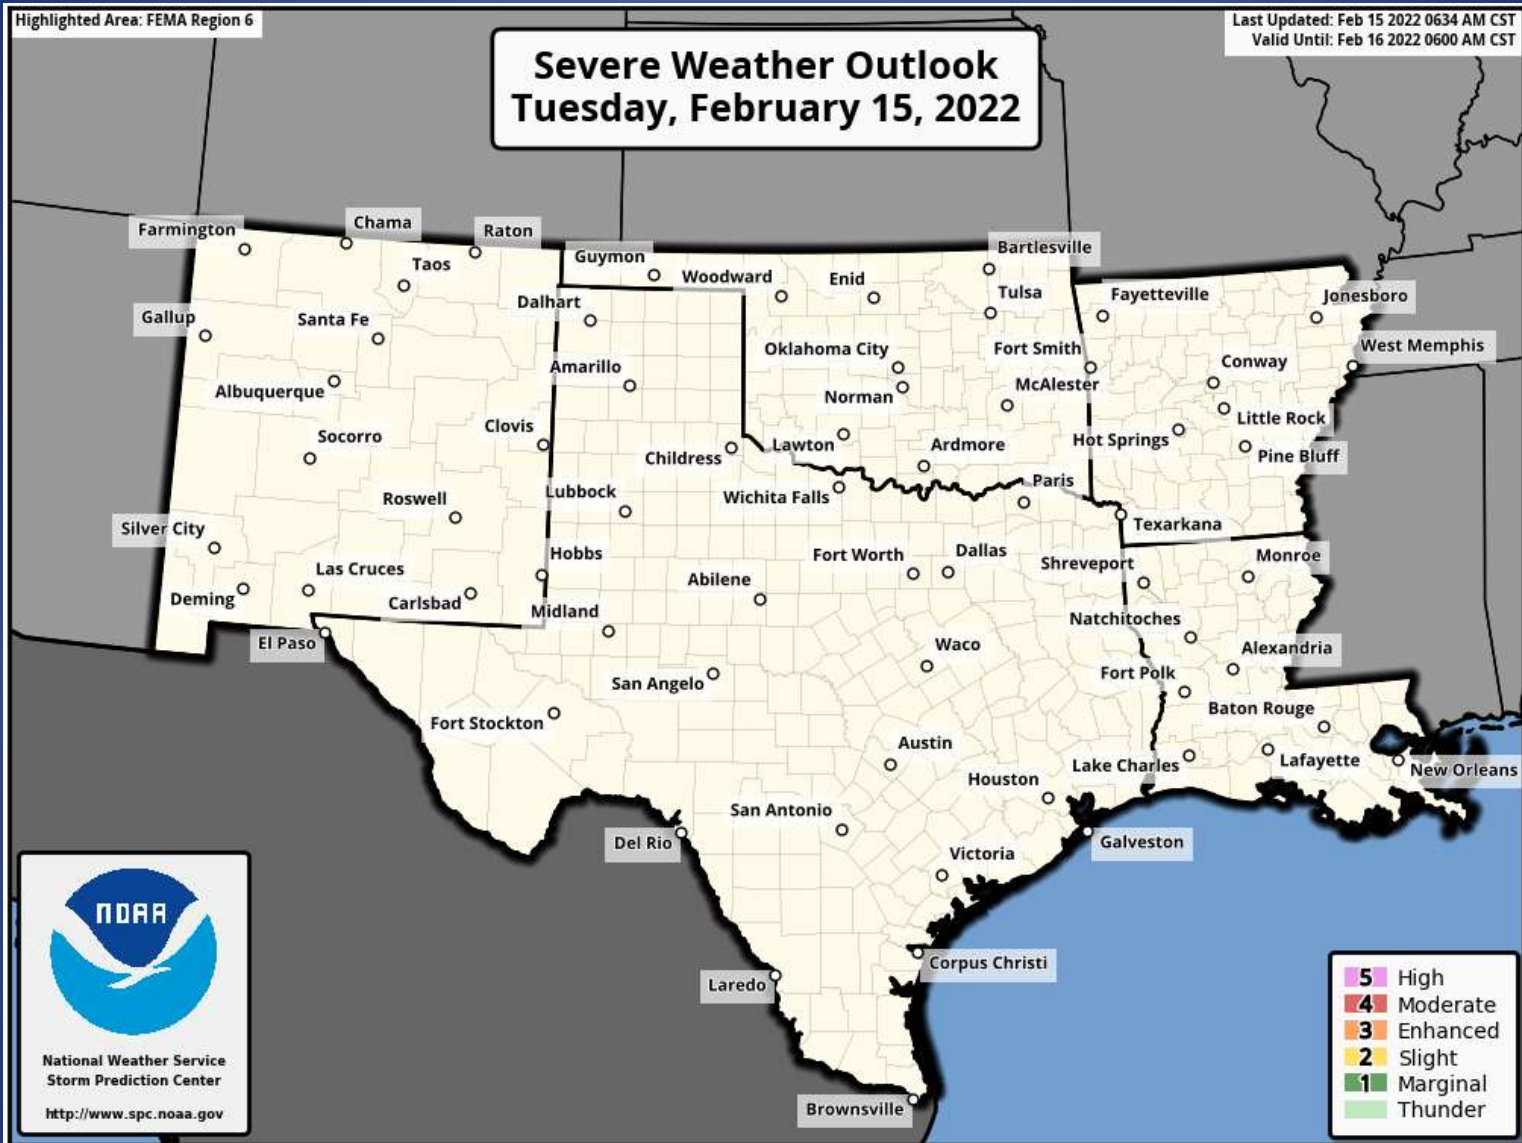 Highlighted Area: FEMA Region 6
Last Updated: Feb 15 2022 0634 AM CST
Valid Until: Feb 16 2022 0600 AM CST
Severe Weather Outlook
Tuesday, February 15, 2022
Farmington
Chama
Raton
Taos
Guymon
Woodward
Enid
Bartlesville
Tulsa
Fayetteville
Jonesboro
Gallup
Santa Fe
Dalhart
Oklahoma City
Fort Smith
West Memphis
Albuquerque
Amarillo
Norman
McAlester
Conway
Little Rock
Socorro
Clovis
Childress
Lawton
Ardmore
Hot Springs
Pine Bluff
Roswell
Lubbock
Wichita Falls
Paris
Texarkana
Silver City
Las Cruces
Hobbs
Abilene
Fort Worth
Dallas
Shreveport
Monroe
Deming
Carlsbad
Midland
Natchitoches
El Paso
San Angelo
Waco
Alexandria
Fort Polk
Fort Stockton
Austin
Baton Rouge
Houston
Lake Charles
Lafayette
New Orleans
San Antonio
Del Rio
Victoria
Galveston
Laredo
Corpus Christi
Brownsville
NOAA
National Weather Service
Storm Prediction Center
http://www.spc.noaa.gov
5 High
4 Moderate
3 Enhanced
2 Slight
1 Marginal
Thunder